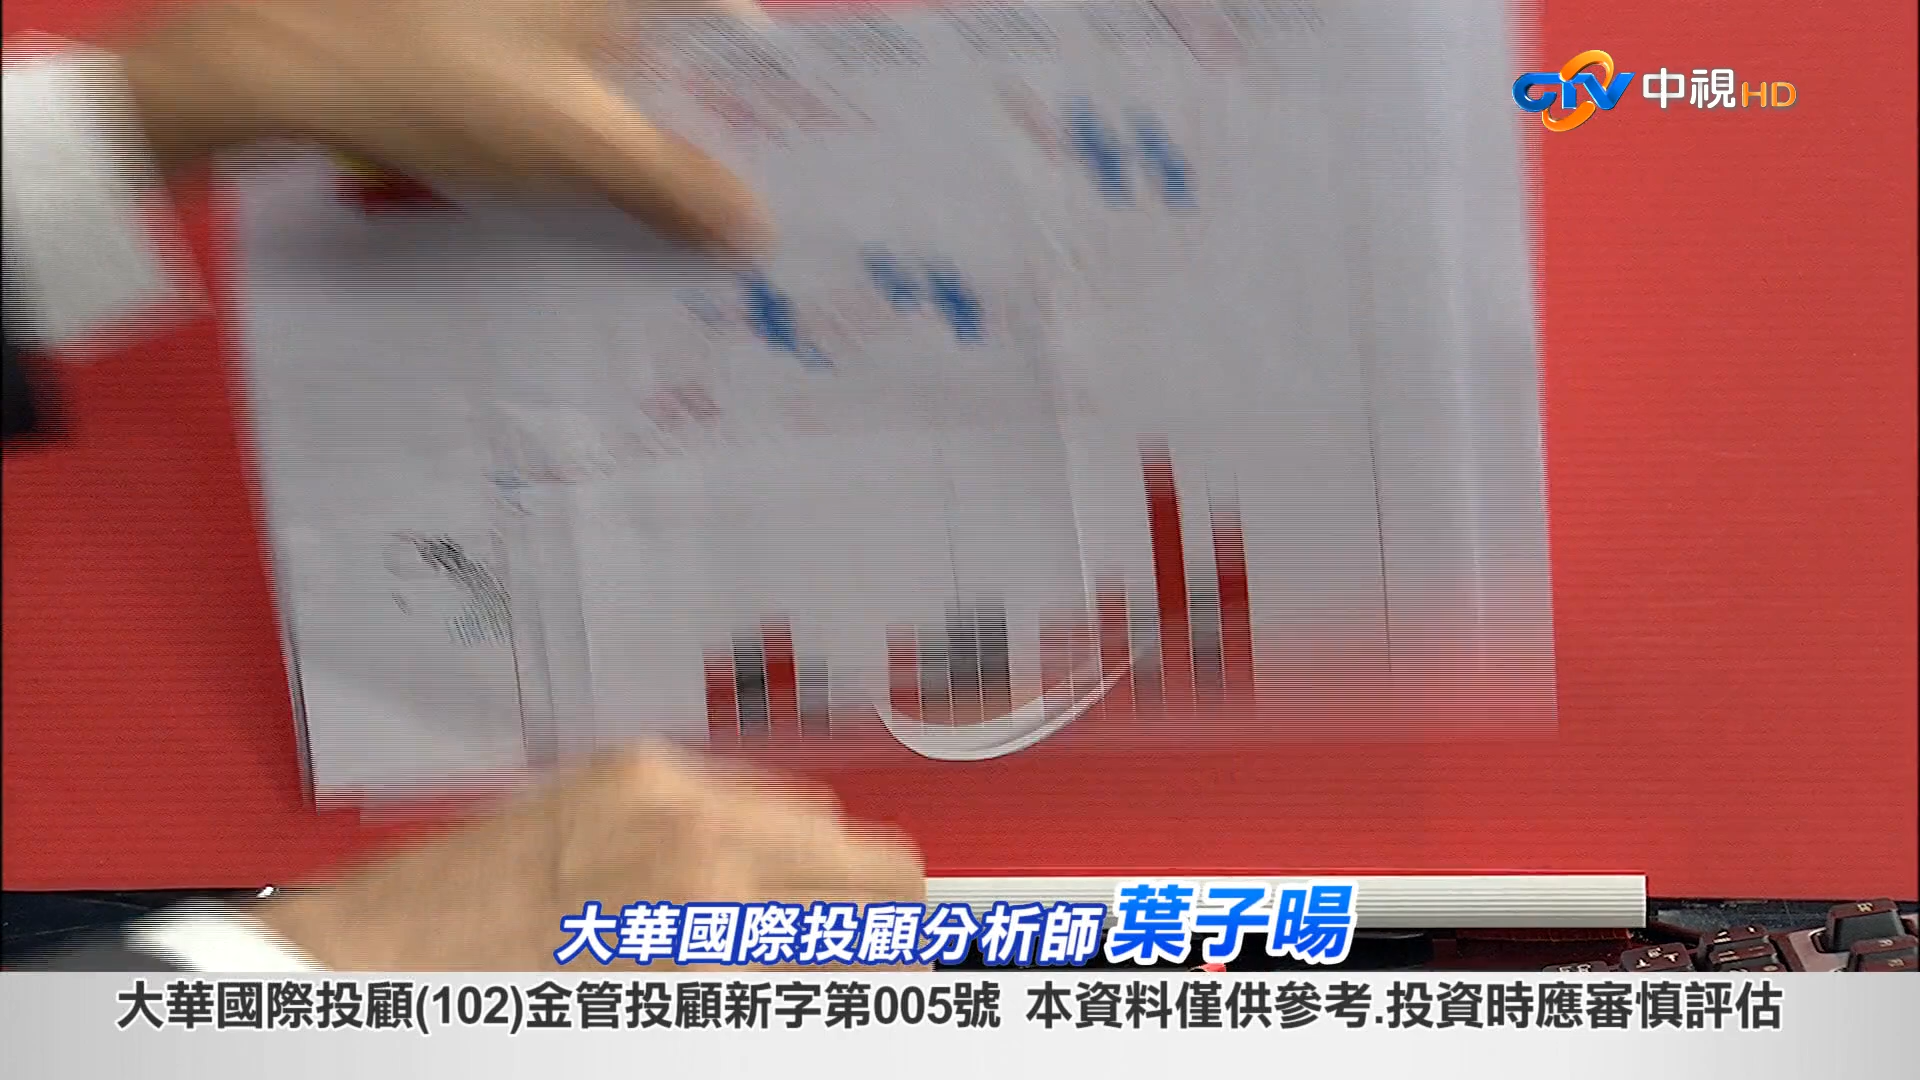 CTV 中視HD
大華國際投顧分析師 葉子暘
大華國際投顧(102)金管投顧新字第005號 本資料僅供參考.投資時應審慎評估